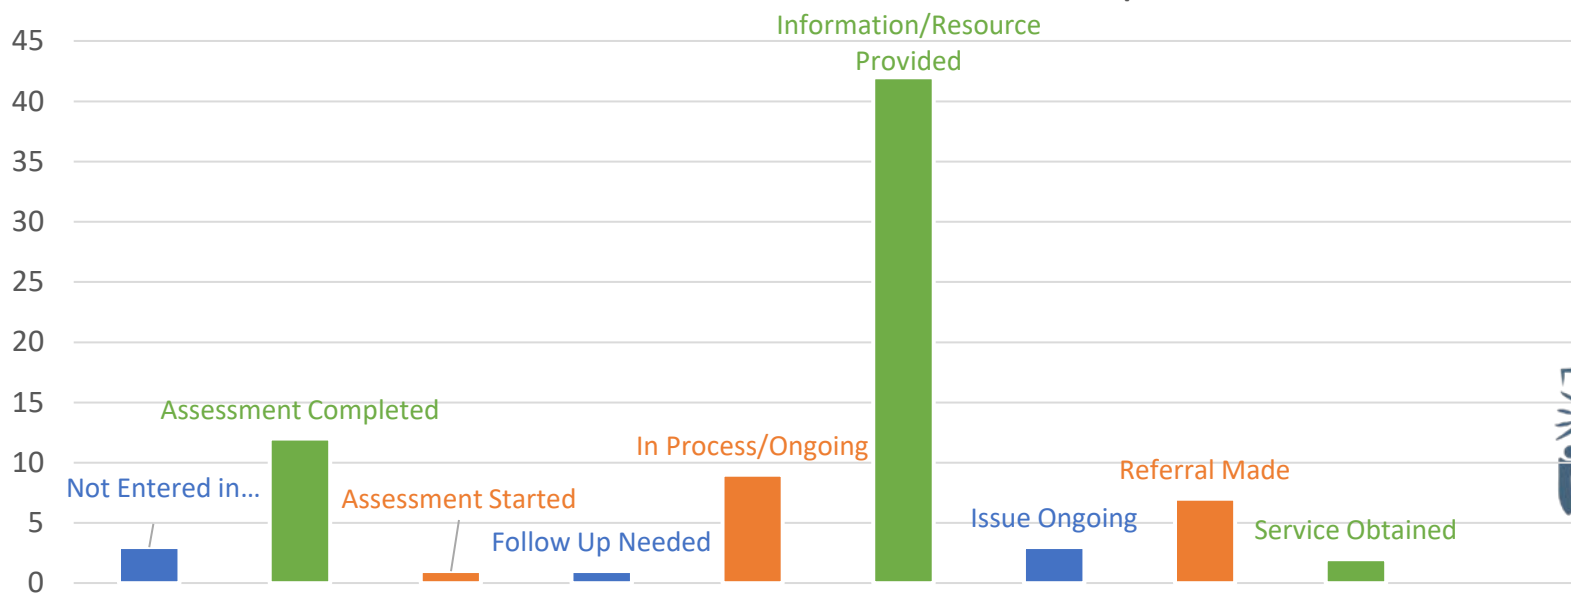 Information/Resource
Provided
45
40
35
30
25
20
15
10
5
0
Assessment Completed
In Process/Ongoing
Referral Made
Not Entered in...
Assessment Started
Issue Ongoing
Service Obtained
Follow Up Needed